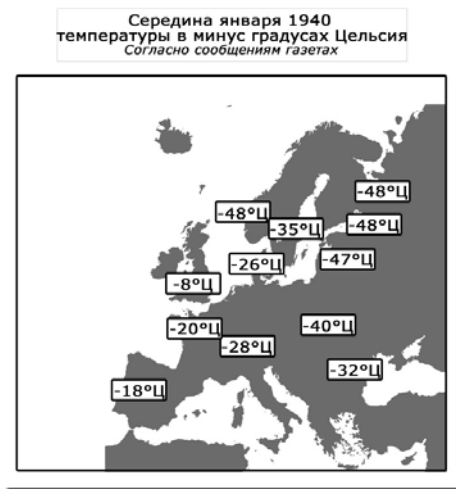 Середина января 1940
температуры в минус градусах Цельсия
Согласно сообщениям газетах
-48°Ц
-48°Ц
-48°Ц
-35°Ц
-47°Ц
-26°Ц
-8°Ц
-20°Ц
-40°Ц
-28°Ц
-32°Ц
-18°Ц